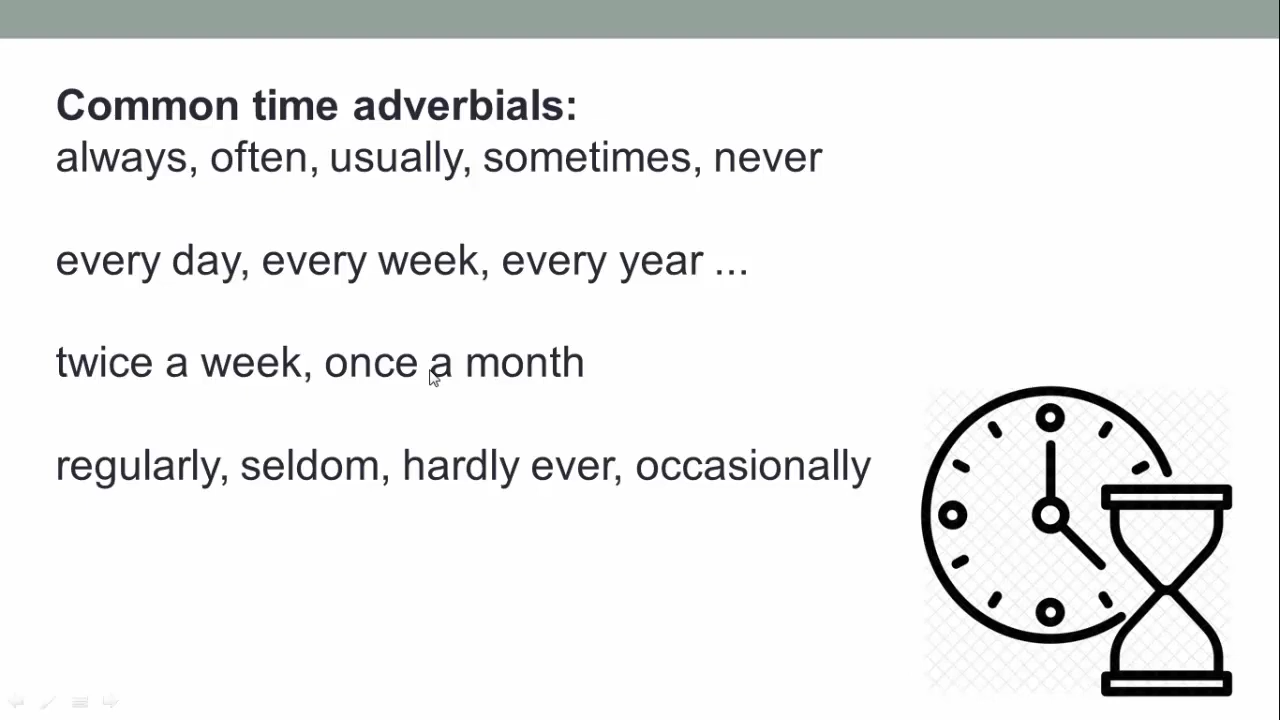 Common time adverbials:
always, often, usually, sometimes, never
every day, every week, every year ...
twice a week, once a month
regularly, seldom, hardly ever, occasionally